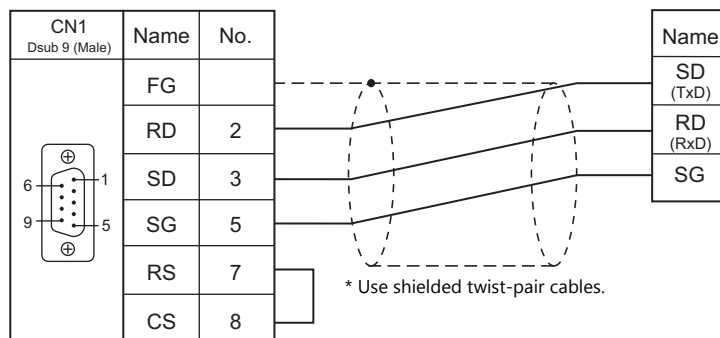 CN1
Dsub 9 (Male)
Name
No.
Name
FG
SD
(TxD)
RD
2
RD
(RxD)
SD
3
SG
6
1
9
5
SG
5
RS
7
* Use shielded twist-pair cables.
CS
8